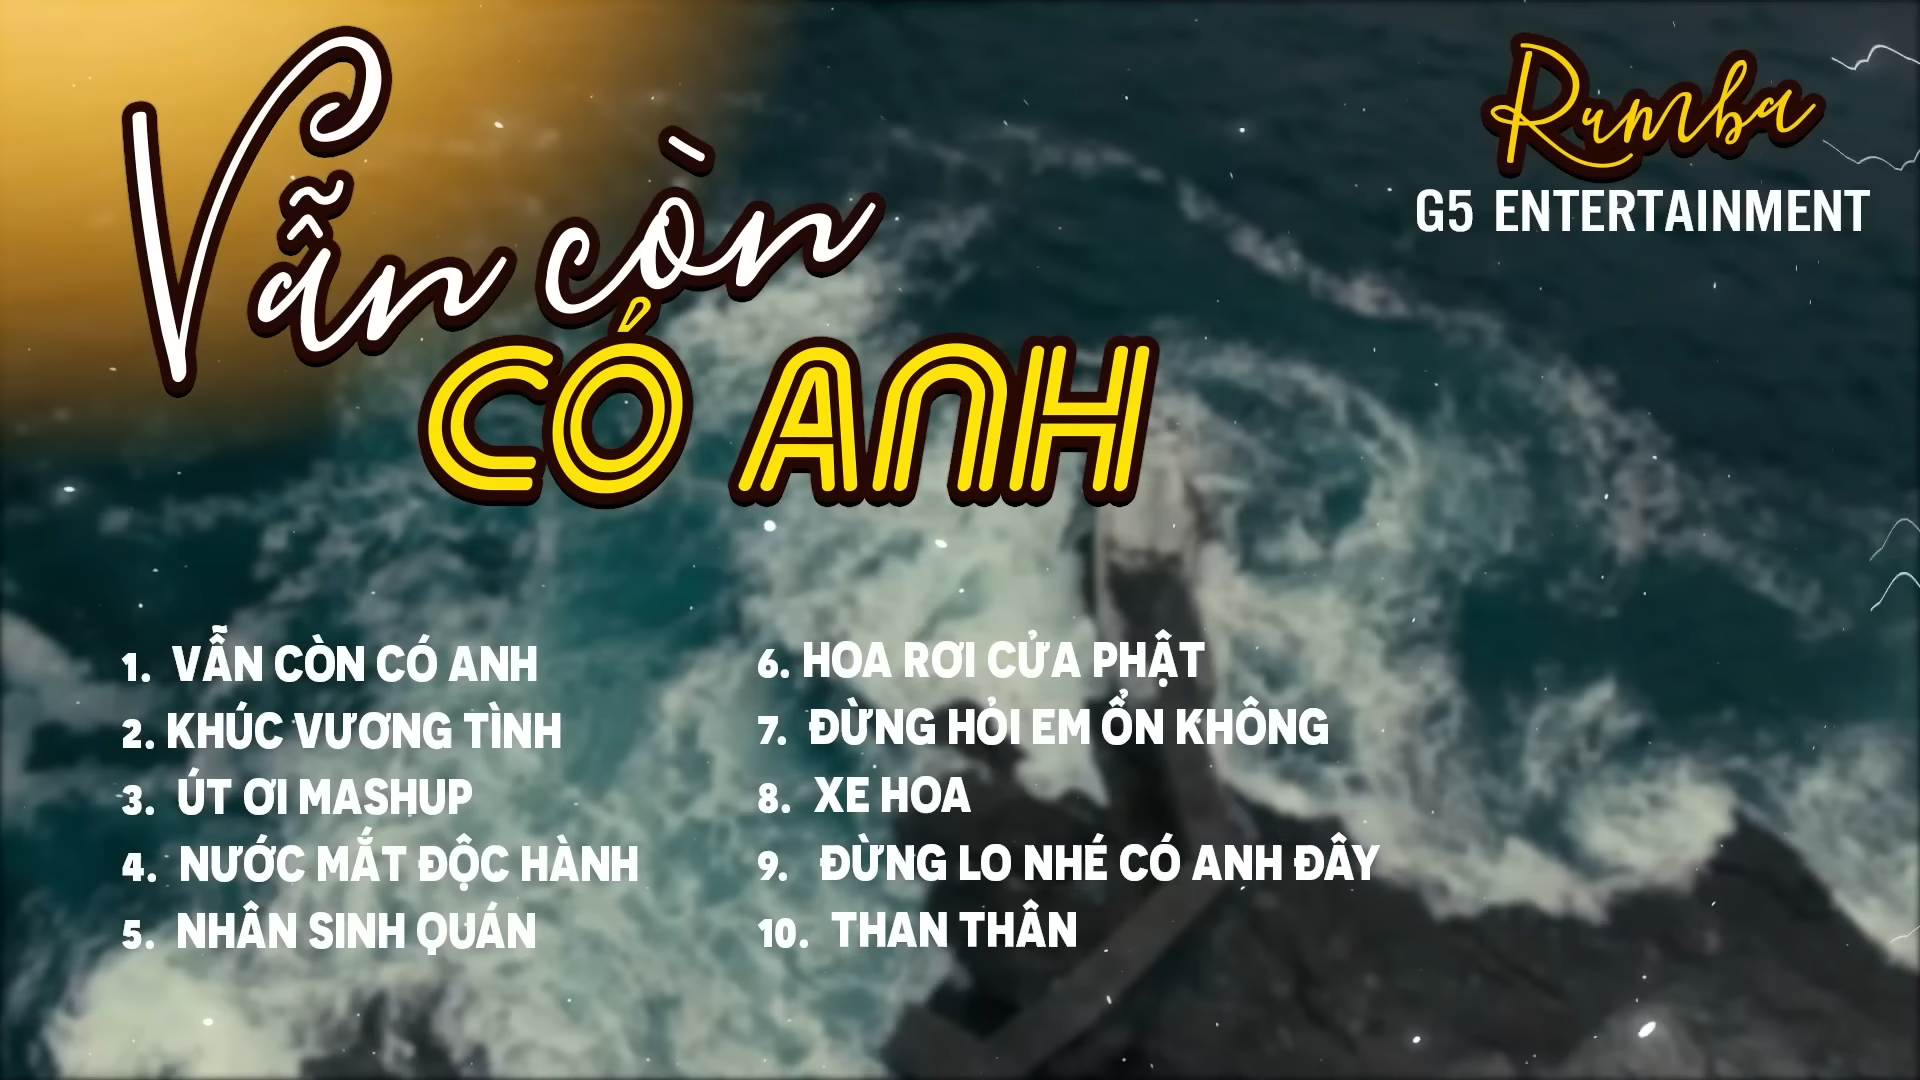 Vẫn còn
CÓ ANH
Rumba
G5 ENTERTAINMENT
1. VẪN CÒN CÓ ANH
2. KHÚC VƯƠNG TÌNH
3. ÚT ƠI MASHUP
4. NƯỚC MẮT ĐỘC HÀNH
5. NHÂN SINH QUÁN
6. HOA RƠI CỬA PHẬT
7. ĐỪNG HỎI EM ỔN KHÔNG
8. XE HOA
9. ĐỪNG LO NHÉ CÓ ANH ĐÂY
10. THAN THÂN